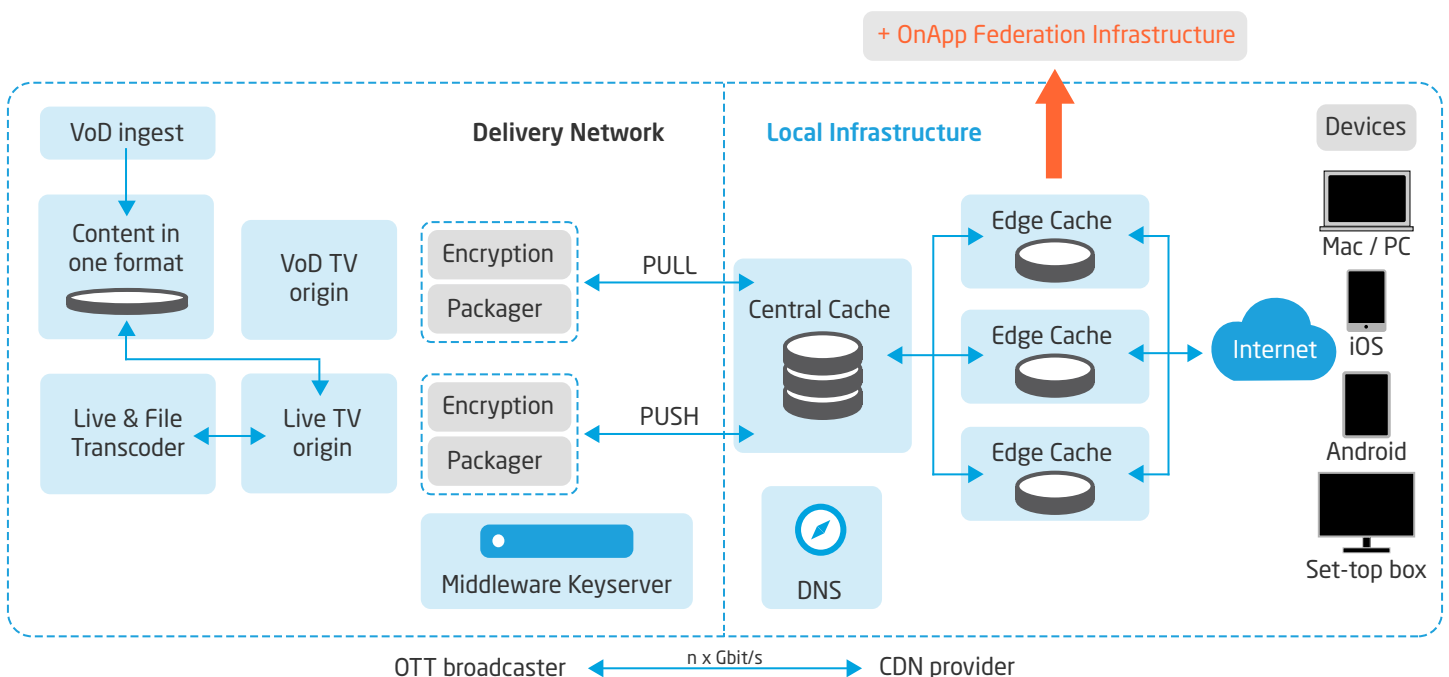 + OnApp Federation Infrastructure
VoD ingest
Delivery Network
Local Infrastructure
Devices
Content in
one format
VoD TV
origin
Encryption
Packager
PULL
Central Cache
Edge Cache
Edge Cache
Edge Cache
Internet
Mac / PC
iOS
Android
Set-top box
Live & File
Transcoder
Live TV
origin
Encryption
Packager
PUSH
Middleware Keyserver
DNS
OTT broadcaster
n x Gbit/s
CDN provider